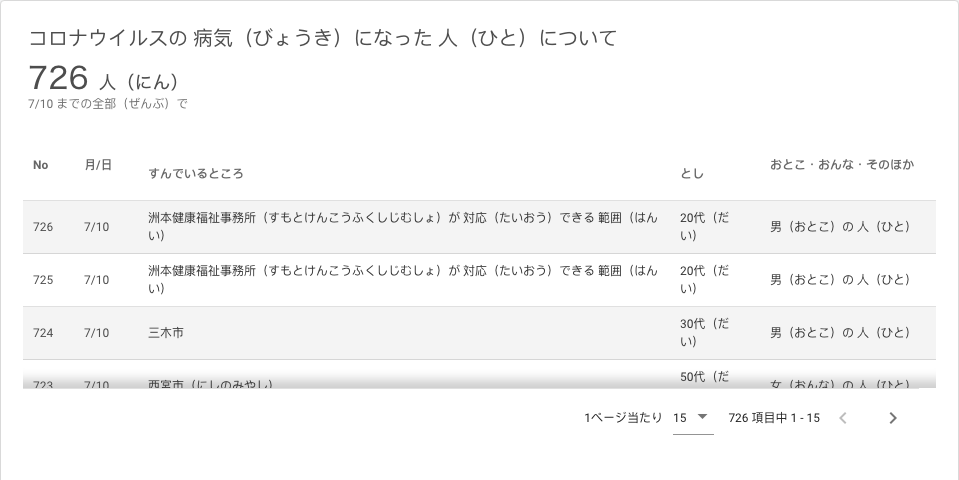 コロナウイルスの 病気（びょうき）になった 人（ひと）について
726 人（にん）
7/10 までの全部（ぜんぶ）で
No 月/日 すんでいるところ とし おとこ・おんな・そのほか
726 7/10 洲本健康福祉事務所（すもとけんこうふくしじむしょ）が 対応（たいおう）できる 範囲（はん 20代（だ 男（おとこ）の 人（ひと）
い） い）
725 7/10 洲本健康福祉事務所（すもとけんこうふくしじむしょ）が 対応（たいおう）できる 範囲（はん 20代（だ 男（おとこ）の 人（ひと）
い） い）
724 7/10 三木市 30代（だ 男（おとこ）の 人（ひと）
い）
723 7/10 西宮市（にしのみやし） 50代（だ 女（おんな）の 人（ひと）
1ページ当たり 15 726 項目中 1 - 15